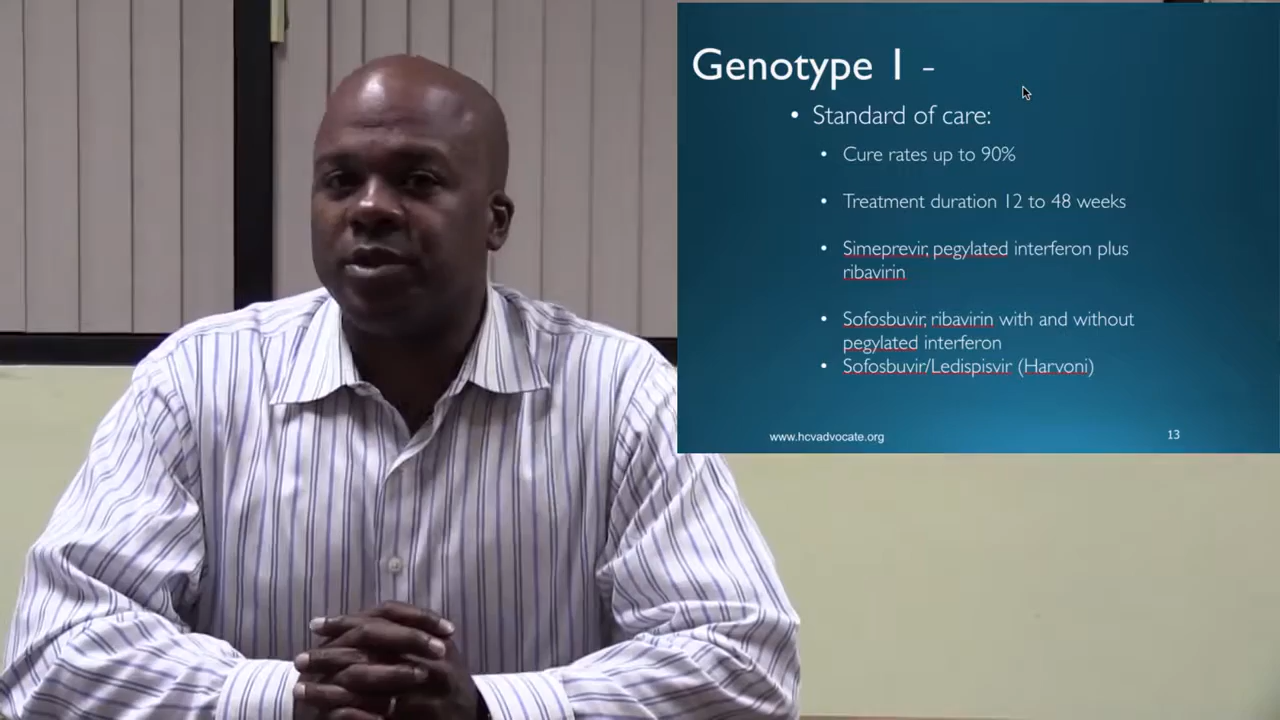 Genotype 1 -
• Standard of care:
• Cure rates up to 90%
• Treatment duration 12 to 48 weeks
• Simeprevir, pegylated interferon plus
ribavirin
• Sofosbuvir, ribavirin with and without
pegylated interferon
• Sofosbuvir/Ledispisvir (Harvoni)
www.hcvadvocate.org
13